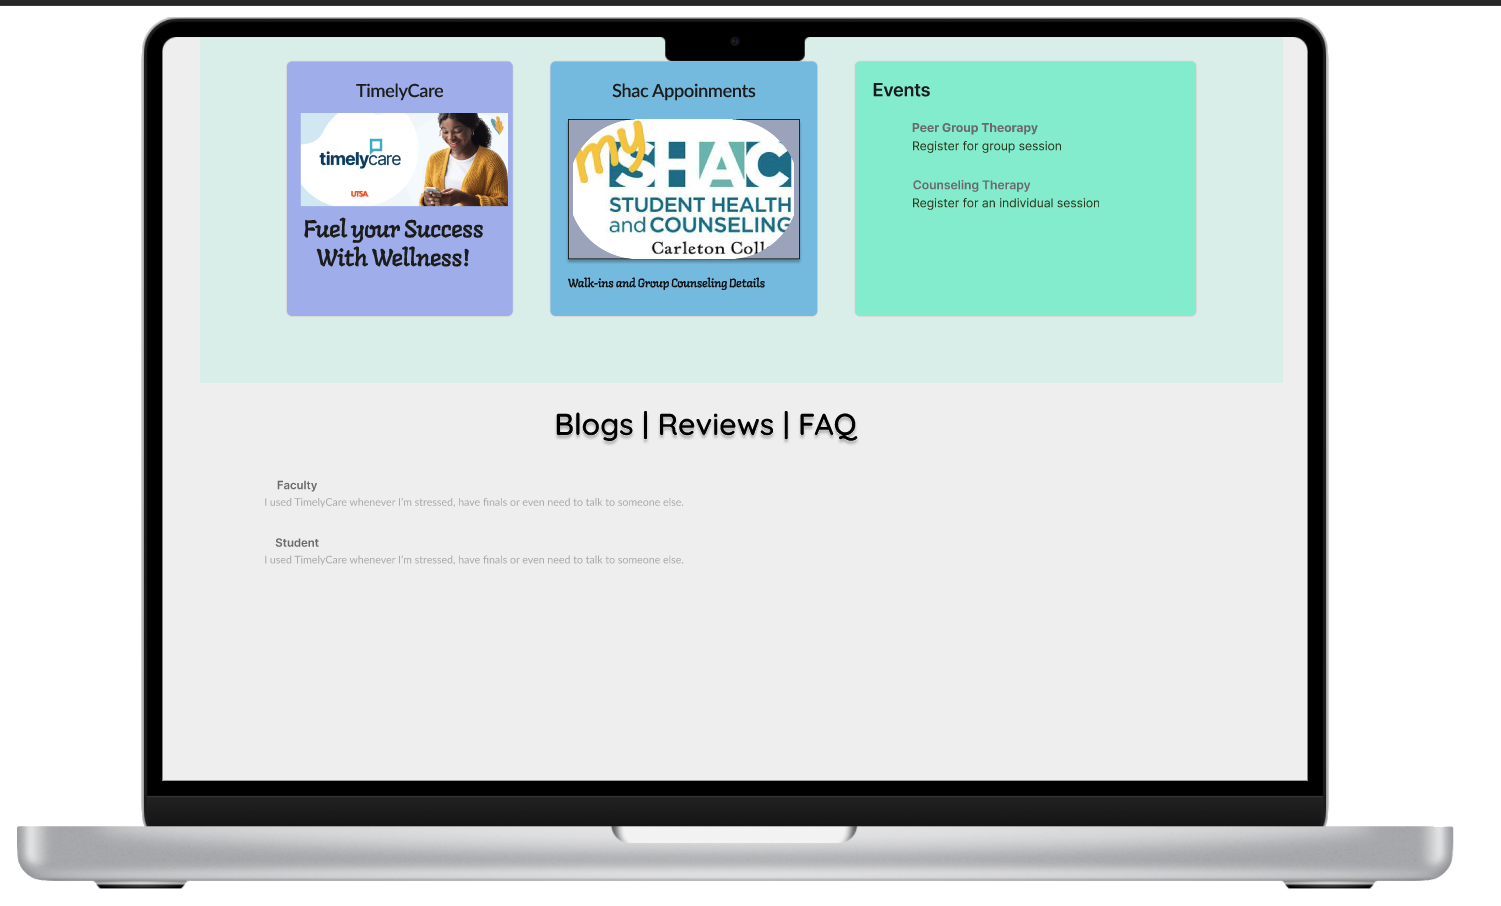 TimelyCare
timelycare
UTSA
Fuel your Success
With Wellness!
Shac Appoinments
my
SHAC
STUDENT HEALTH
and COUNSELING
Carleton Coll
Walk-ins and Group Counseling Details
Events
Peer Group Theorapy
Register for group session
Counseling Therapy
Register for an individual session
Blogs | Reviews | FAQ
Faculty
I used TimelyCare whenever I'm stressed, have finals or even need to talk to someone else.
Student
I used TimelyCare whenever I'm stressed, have finals or even need to talk to someone else.